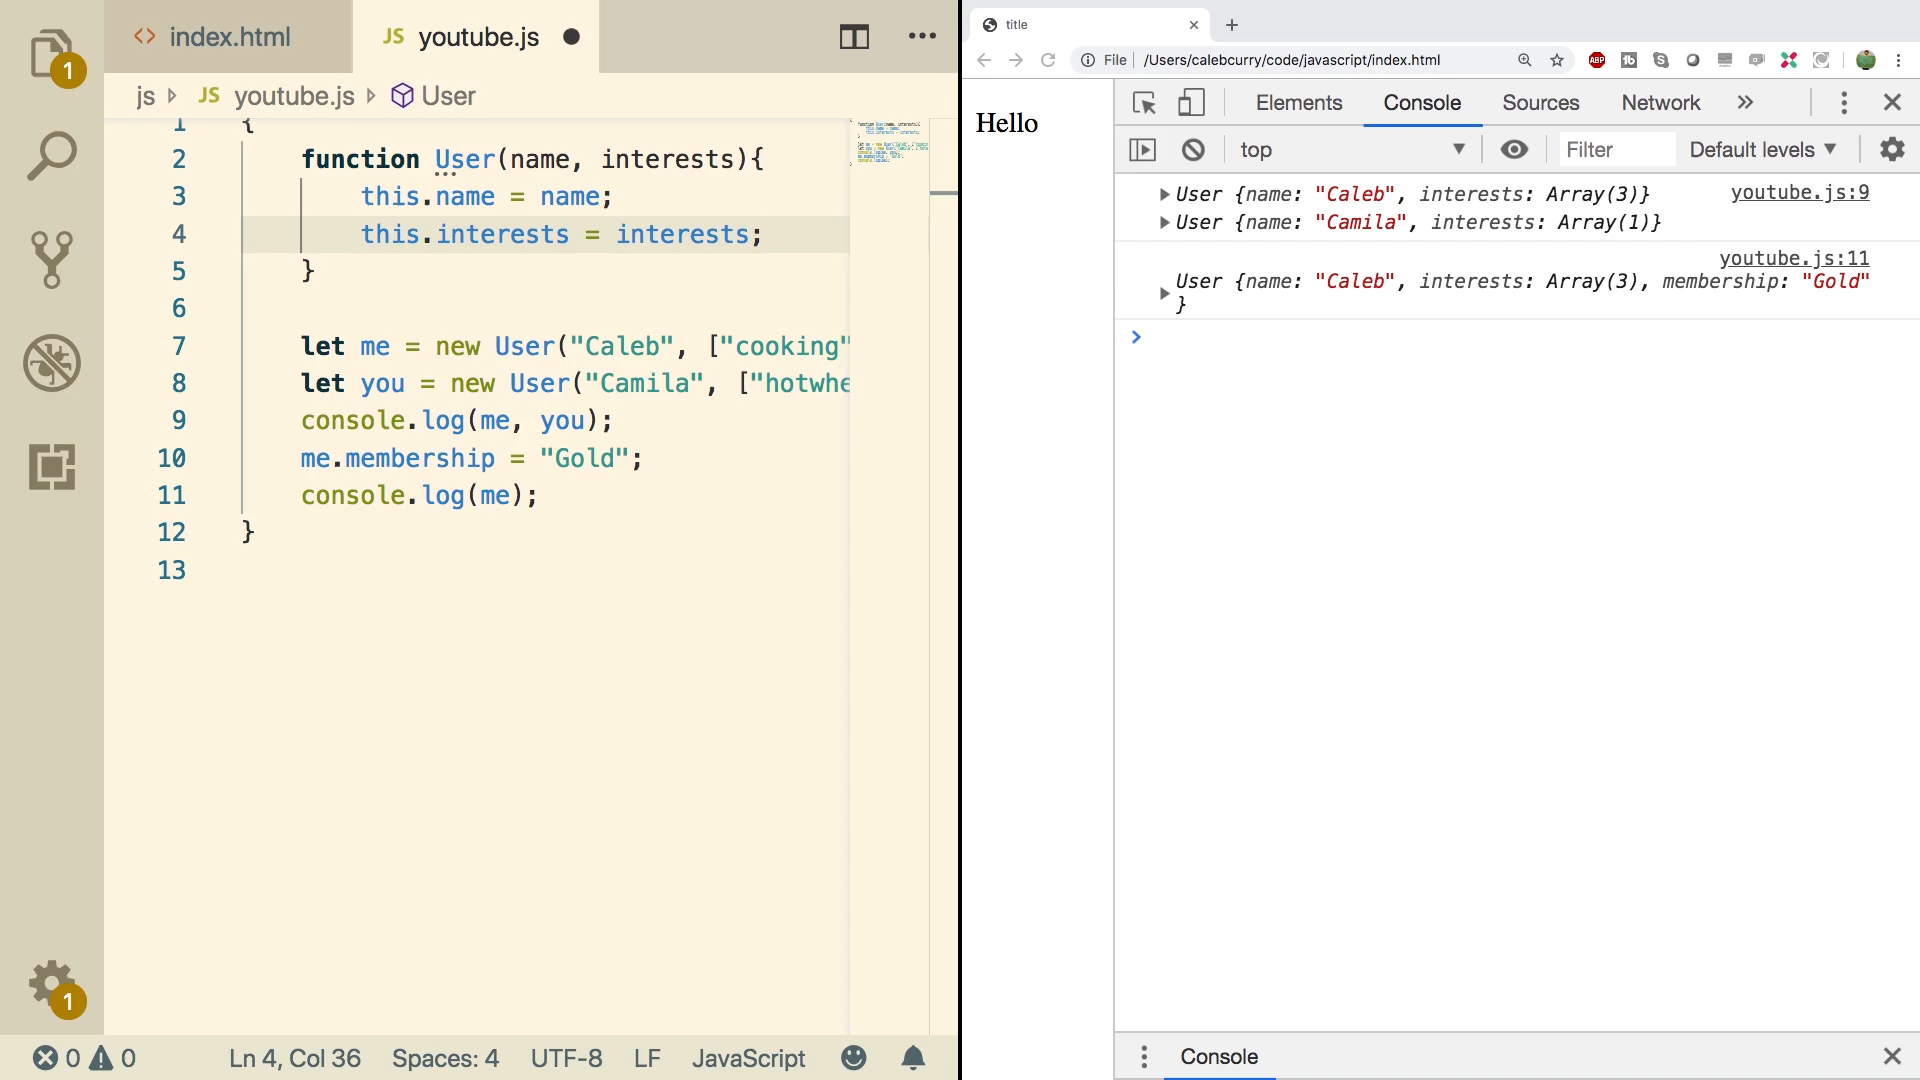 index.html
JS youtube.js
js JS youtube.js User
1 {
2 function User(name, interests){
3 this.name = name;
4 this.interests = interests;
5 }
6
7 let me = new User("Caleb", ["cooking"
8 let you = new User("Camila", ["hotwhe
9 console.log(me, you);
10 me.membership = "Gold";
11 console.log(me);
12 }
13
1
1
0 0 Ln 4, Col 36 Spaces: 4 UTF-8 LF JavaScript
title
File /Users/calebcurry/code/javascript/index.html
ABP
Hello
Elements Console Sources Network
top Filter Default levels
User {name: "Caleb", interests: Array(3)} youtube.js:9
User {name: "Camila", interests: Array(1)}
youtube.js:11
User {name: "Caleb", interests: Array(3), membership: "Gold"
}
Console